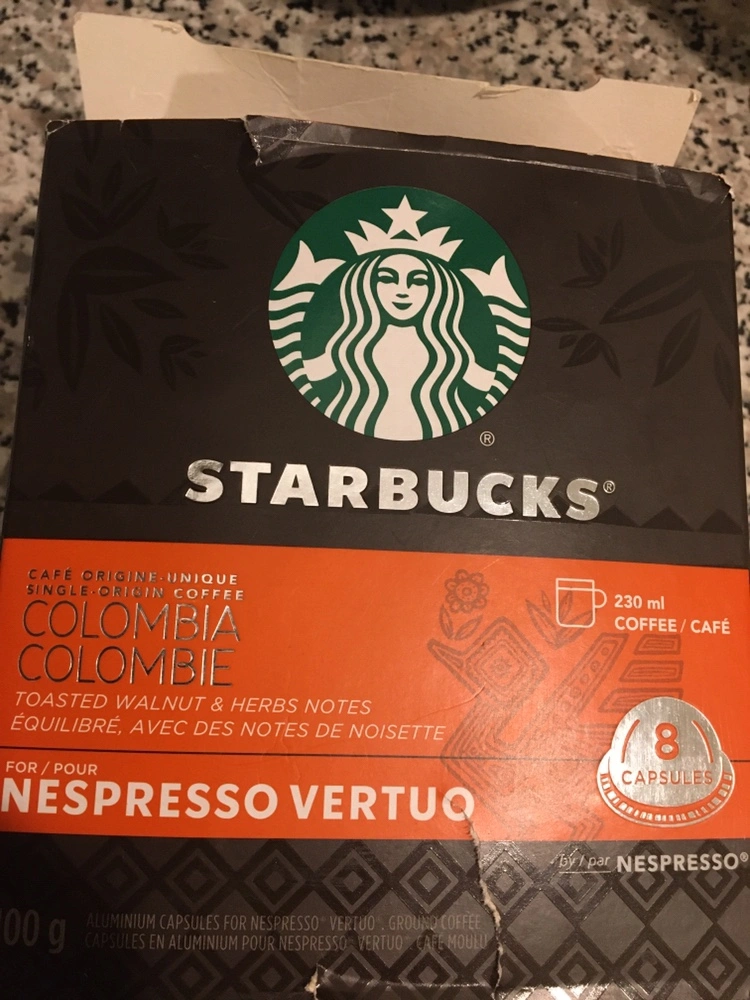 STARBUCKS®
CAFÉ ORIGINE-UNIQUE
SINGLE-ORIGIN COFFEE
COLOMBIA
COLOMBIE
TOASTED WALNUT & HERBS NOTES
ÉQUILIBRÉ, AVEC DES NOTES DE NOISETTE
230 ml
COFFEE / CAFÉ
8
CAPSULES
FOR / POUR
NESPRESSO VERTUO
by / par NESPRESSO®
00 g
ALUMINIUM CAPSULES FOR NESPRESSO® VERTUO®. GROUND COFFEE
CAPSULES EN ALUMINIUM POUR NESPRESSO® VERTUO®. CAFÉ MOULU